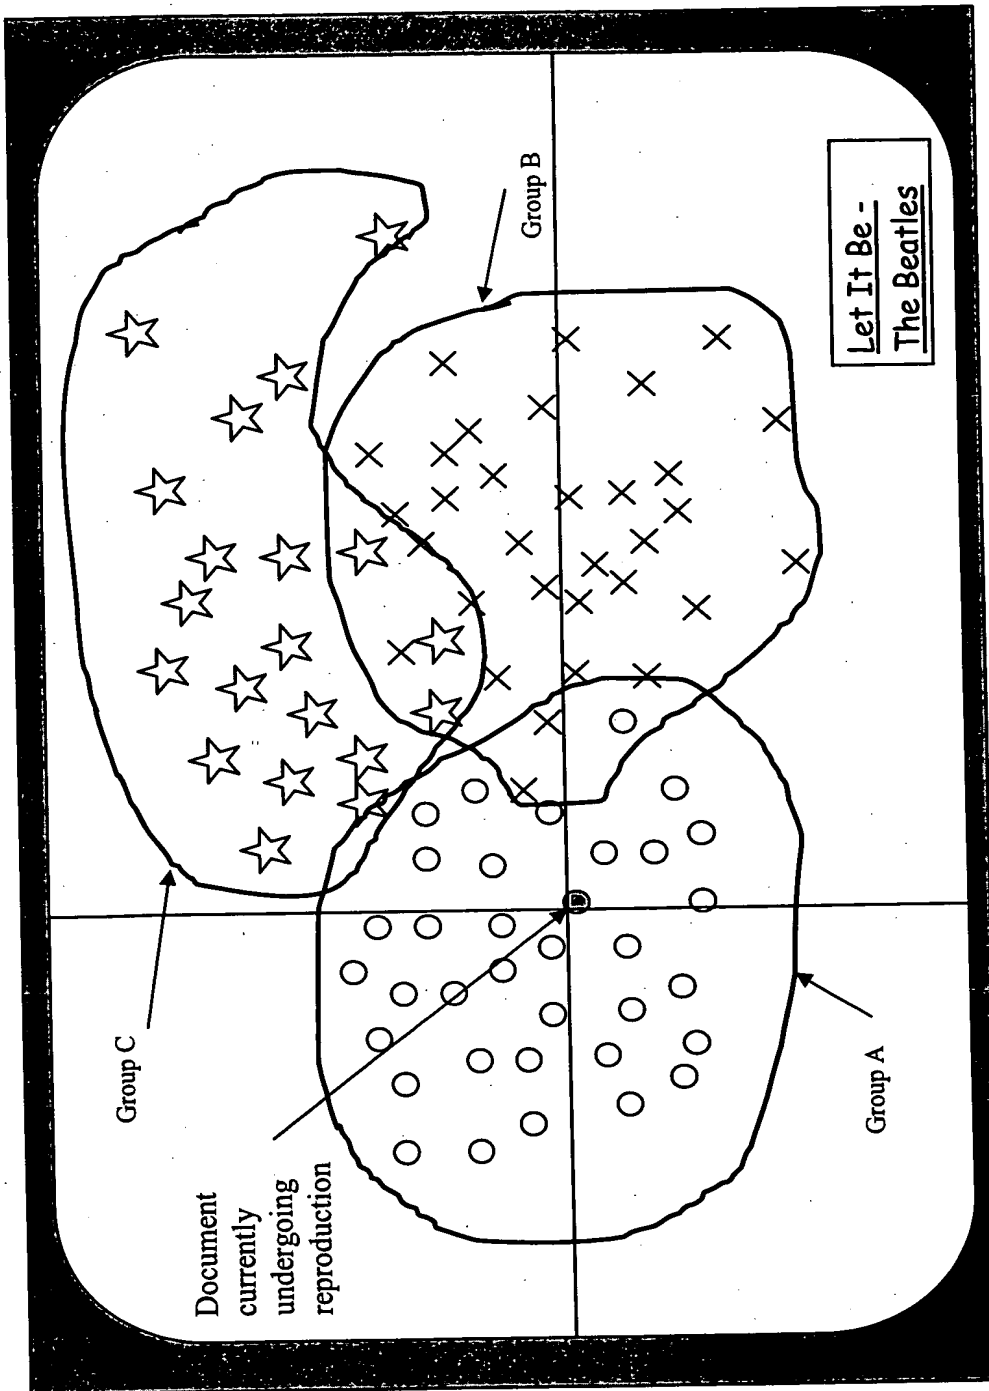 Document
currently
undergoing
reproduction
Group C
Group B
Group A
Let It Be -
The Beatles